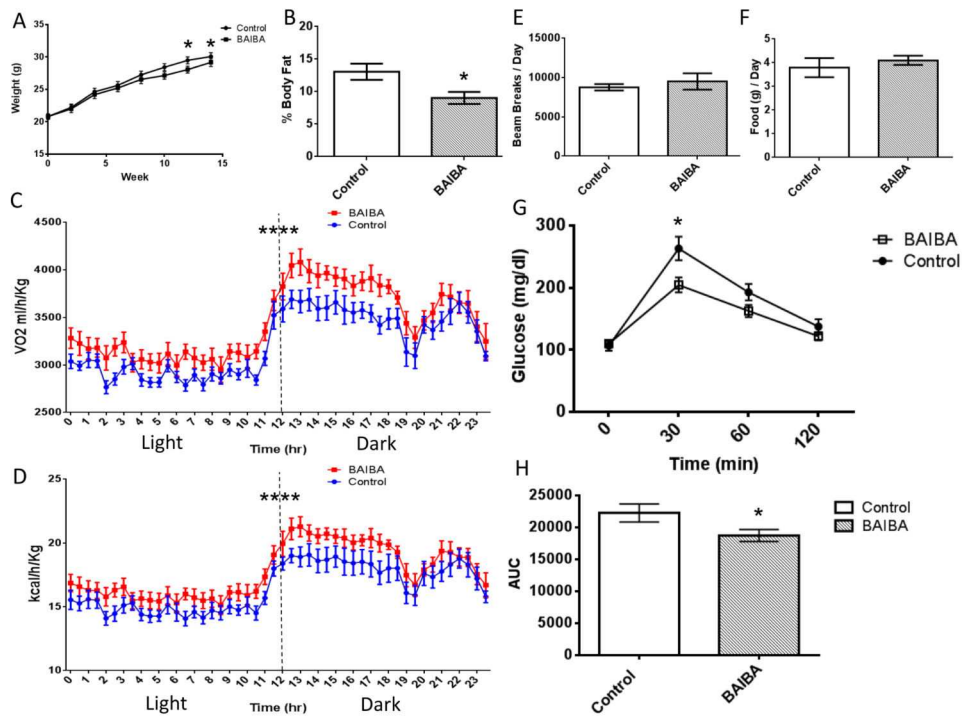 A
Control
BAIBA
* *
Weight (g)
35
30
25
20
15
0 5 10 15
Week
B
% Body Fat
20
15
10
5
0
*
Control
BAIBA
E
Beam Breaks / Day
15000
10000
5000
0
Control
BAIBA
F
Food (g) / Day
5
4
3
2
1
0
Control
BAIBA
C
BAIBA
Control
****
VO2 ml/h/Kg
4500
4000
3500
3000
2500
0 1 2 3 4 5 6 7 8 9 10 11 12 13 14 15 16 17 18 19 20 21 22 23
Light
Time (hr)
Dark
G
Glucose (mg/dl)
300
200
100
0
*
BAIBA
Control
0 30 60 120
Time (min)
D
BAIBA
Control
****
kcal/h/Kg
25
20
15
10
0 1 2 3 4 5 6 7 8 9 10 11 12 13 14 15 16 17 18 19 20 21 22 23
Light
Time (hr)
Dark
H
AUC
25000
20000
15000
10000
5000
0
*
Control
BAIBA
Control
BAIBA